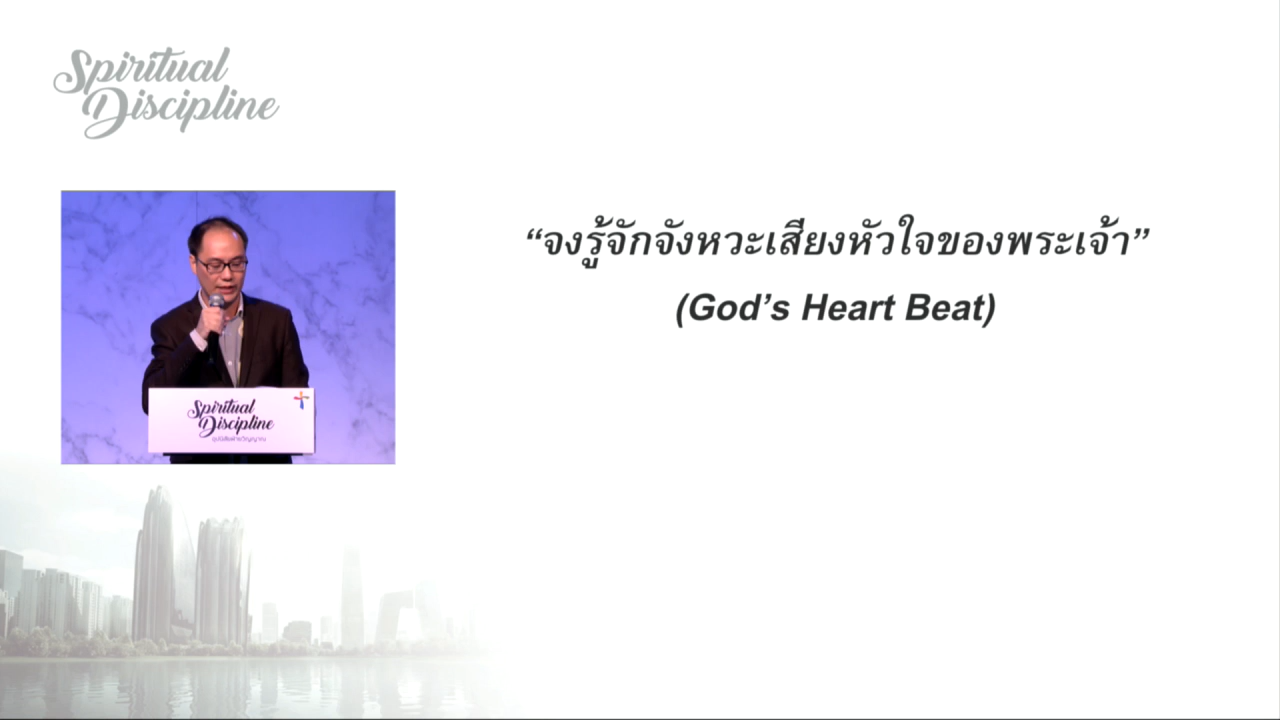 Spiritual
Discipline
“จงรู้จักจังหวะเสียงหัวใจของพระเจ้า”
(God’s Heart Beat)
Spiritual
Discipline